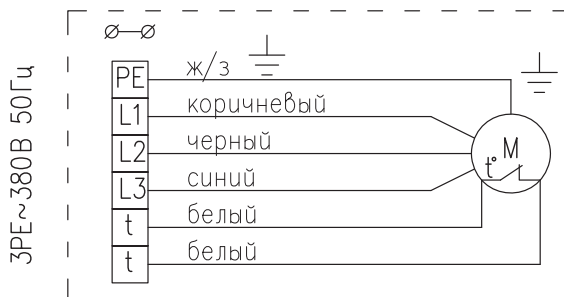 3PE~380В 50Гц
PE ж/з
L1 коричневый
L2 черный
L3 синий
t белый
t белый
M
t°